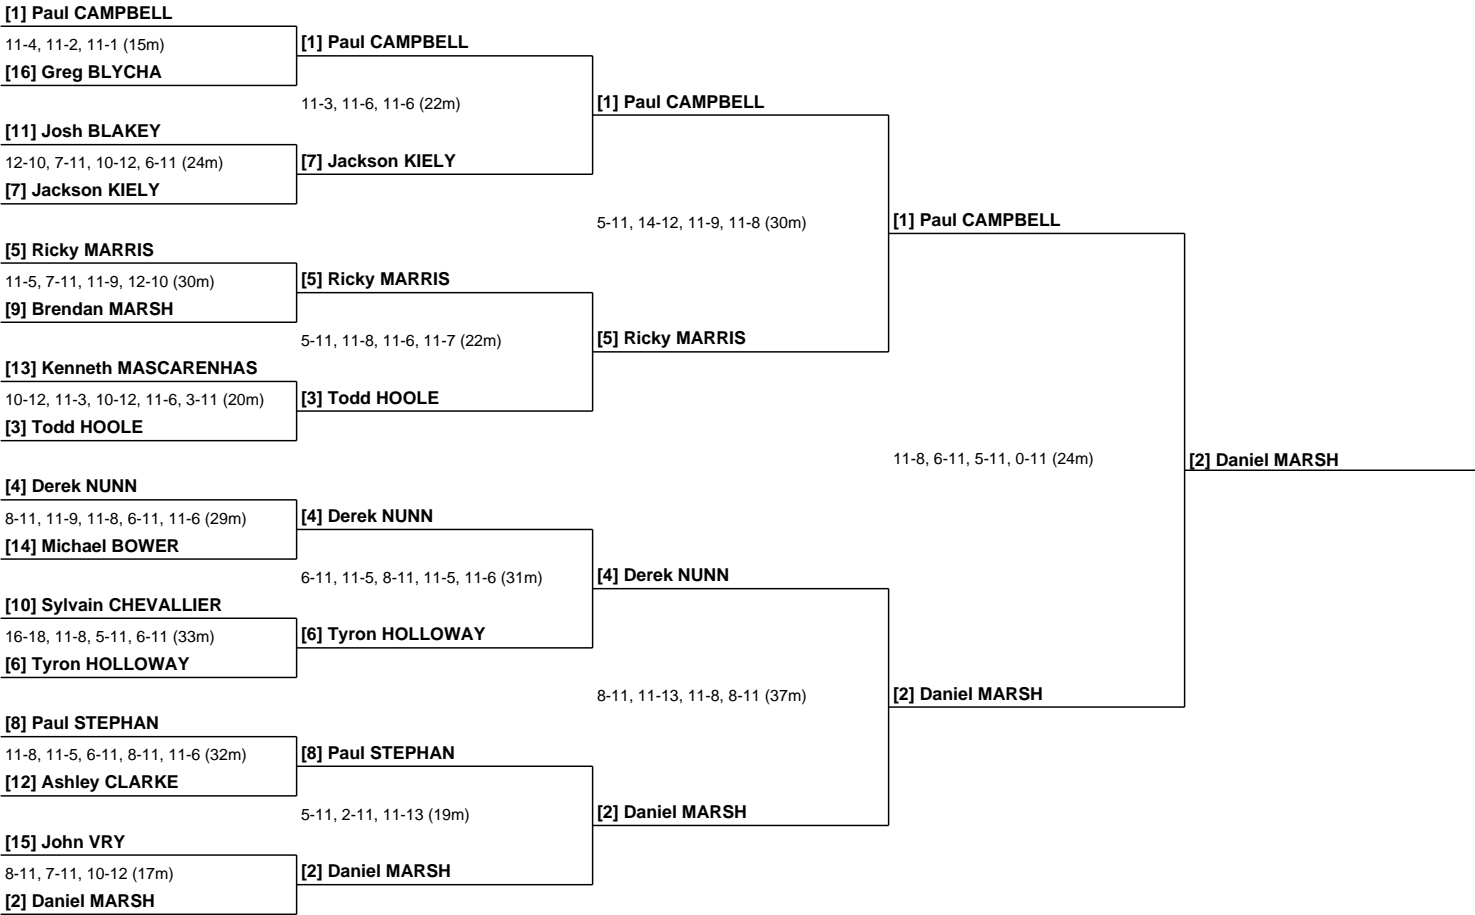 [1] Paul CAMPBELL
11-4, 11-2, 11-1 (15m)
[16] Greg BLYCHA
[11] Josh BLAKEY
12-10, 7-11, 10-12, 6-11 (24m)
[7] Jackson KIELY
[5] Ricky MARRIS
11-5, 7-11, 11-9, 12-10 (30m)
[9] Brendan MARSH
[13] Kenneth MASCARENHAS
10-12, 11-3, 10-12, 11-6, 3-11 (20m)
[3] Todd HOOLE
[4] Derek NUNN
8-11, 11-9, 11-8, 6-11, 11-6 (29m)
[14] Michael BOWER
[10] Sylvain CHEVALLIER
16-18, 11-8, 5-11, 6-11 (33m)
[6] Tyron HOLLOWAY
[8] Paul STEPHAN
11-8, 11-5, 6-11, 8-11, 11-6 (32m)
[12] Ashley CLARKE
[15] John VRY
8-11, 7-11, 10-12 (17m)
[2] Daniel MARSH
[1] Paul CAMPBELL
11-3, 11-6, 11-6 (22m)
[7] Jackson KIELY
[5] Ricky MARRIS
5-11, 11-8, 11-6, 11-7 (22m)
[3] Todd HOOLE
[4] Derek NUNN
6-11, 11-5, 8-11, 11-5, 11-6 (31m)
[6] Tyron HOLLOWAY
[8] Paul STEPHAN
5-11, 2-11, 11-13 (19m)
[2] Daniel MARSH
[1] Paul CAMPBELL
5-11, 14-12, 11-9, 11-8 (30m)
[5] Ricky MARRIS
[4] Derek NUNN
8-11, 11-13, 11-8, 8-11 (37m)
[2] Daniel MARSH
[1] Paul CAMPBELL
11-8, 6-11, 5-11, 0-11 (24m)
[2] Daniel MARSH
[2] Daniel MARSH